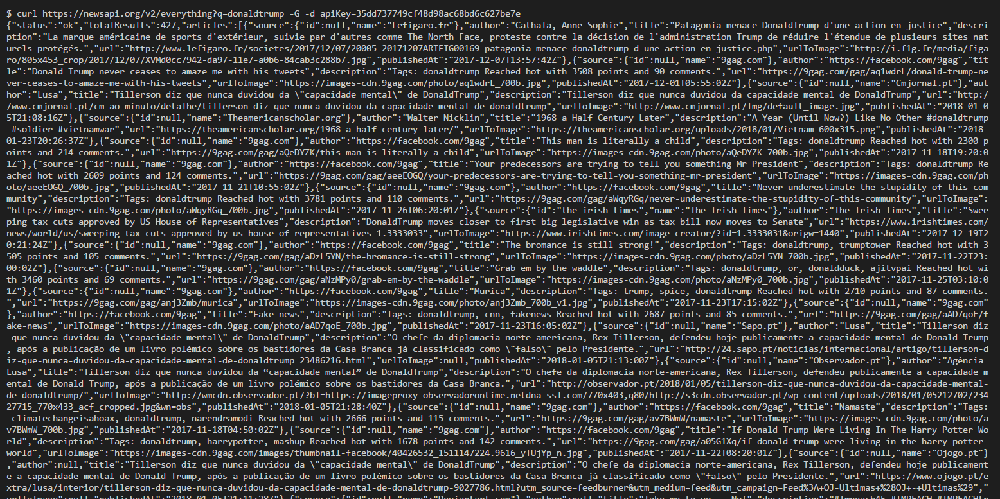 $ curl https://newsapi.org/v2/everything?q=donaldtrump -G -d apiKey=35dd737749cf48d98ac68bd6c627be7e
{"status":"ok","totalResults":427,"articles":[{"source":{"id":null,"name":"Lefigaro.fr"},"author":"Cathala, Anne-Sophie","title":"Patagonia menace DonaldTrump d'une action en justice","descri
ption":"La marque américaine de sports d'extérieur, suivie par d'autres comme The North Face, proteste contre la décision de l'administration Trump de réduire l'étendue de plusieurs sites nat
urels protégés.","url":"http://www.lefigaro.fr/societes/2017/12/07/20005-20171207ARTFIG00169-patagonia-menace-donaldtrump-d-une-action-en-justice.php","urlToImage":"http://i.f1g.fr/media/figa
ro/805x453_crop/2017/12/07/XVMd0cc7942-da97-11e7-a0b6-84cab3c288b7.jpg","publishedAt":"2017-12-07T13:57:42Z"},{"source":{"id":null,"name":"9gag.com"},"author":"https://facebook.com/9gag","tit
le":"Donald Trump never ceases to amaze me with his tweets","description":"Tags: donaldtrump Reached hot with 3508 points and 90 comments.","url":"https://9gag.com/gag/aq1wdrL/donald-trump-ne
ver-ceases-to-amaze-me-with-his-tweets","urlToImage":"https://images-cdn.9gag.com/photo/aq1wdrL_700b.jpg","publishedAt":"2017-12-01T05:55:02Z"},{"source":{"id":null,"name":"Cmjornal.pt"},"aut
hor":"Lusa","title":"Tillerson diz que nunca duvidou da \"capacidade mental\" de DonaldTrump","description":"Tillerson diz que nunca duvidou da capacidade mental de DonaldTrump","url":"http:/
/www.cmjornal.pt/cm-ao-minuto/detalhe/tillerson-diz-que-nunca-duvidou-da-capacidade-mental-de-donaldtrump","urlToImage":"http://www.cmjornal.pt/Img/default_image.jpg","publishedAt":"2018-01-0
5T21:08:16Z"},{"source":{"id":null,"name":"Theamericanscholar.org"},"author":"Walter Nicklin","title":"1968 a Half Century Later","description":"A Year (Until Now?) Like No Other #donaldtrump
#soldier #vietnamwar","url":"https://theamericanscholar.org/1968-a-half-century-later/","urlToImage":"https://theamericanscholar.org/uploads/2018/01/Vietnam-600x315.png","publishedAt":"2018-
01-23T20:26:37Z"},{"source":{"id":null,"name":"9gag.com"},"author":"https://facebook.com/9gag","title":"This man is literally a child","description":"Tags: donaldtrump Reached hot with 2300 p
oints and 214 comments.","url":"https://9gag.com/gag/aQeDYZK/this-man-is-literally-a-child","urlToImage":"https://images-cdn.9gag.com/photo/aQeDYZK_700b.jpg","publishedAt":"2017-11-18T19:20:0
1Z"},{"source":{"id":null,"name":"9gag.com"},"author":"https://facebook.com/9gag","title":"Your predecessors are trying to tell you something Mr President","description":"Tags: donaldtrump Re
ached hot with 2609 points and 124 comments.","url":"https://9gag.com/gag/aeeEOGQ/your-predecessors-are-trying-to-tell-you-something-mr-president","urlToImage":"https://images-cdn.9gag.com/ph
oto/aeeEOGQ_700b.jpg","publishedAt":"2017-11-21T10:55:02Z"},{"source":{"id":null,"name":"9gag.com"},"author":"https://facebook.com/9gag","title":"Never underestimate the stupidity of this com
munity","description":"Tags: donaldtrump Reached hot with 3781 points and 110 comments.","url":"https://9gag.com/gag/aWqyRGq/never-underestimate-the-stupidity-of-this-community","urlToImage":
"https://images-cdn.9gag.com/photo/aWqyRGq_700b.jpg","publishedAt":"2017-11-26T06:20:01Z"},{"source":{"id":"the-irish-times","name":"The Irish Times"},"author":"The Irish Times","title":"Swee
ping tax cuts approved by US House of Representatives","description":"DonaldTrump moves closer to first big legislative win as tax bill now moves to Senate","url":"https://www.irishtimes.com/
news/world/us/sweeping-tax-cuts-approved-by-us-house-of-representatives-1.3333033","urlToImage":"https://www.irishtimes.com/image-creator/?id=1.3333031&origw=1440","publishedAt":"2017-12-19T2
0:21:24Z"},{"source":{"id":null,"name":"9gag.com"},"author":"https://facebook.com/9gag","title":"The bromance is still strong!","description":"Tags: donaldtrump, trumptower Reached hot with 3
505 points and 105 comments.","url":"https://9gag.com/gag/aDzL5YN/the-bromance-is-still-strong","urlToImage":"https://images-cdn.9gag.com/photo/aDzL5YN_700b.jpg","publishedAt":"2017-11-22T23:
00:02Z"},{"source":{"id":null,"name":"9gag.com"},"author":"https://facebook.com/9gag","title":"Grab em by the waddle","description":"Tags: donaldtrump, or, donaldduck, ajitvpai Reached hot wi
th 3460 points and 69 comments.","url":"https://9gag.com/gag/aNzMPy0/grab-em-by-the-waddle","urlToImage":"https://images-cdn.9gag.com/photo/aNzMPy0_700b.jpg","publishedAt":"2017-11-25T03:10:0
1Z"},{"source":{"id":null,"name":"9gag.com"},"author":"https://facebook.com/9gag","title":"Murica","description":"Tags: trump, spice, donaldtrump Reached hot with 2710 points and 87 comments.
","url":"https://9gag.com/gag/anj3Zmb/murica","urlToImage":"https://images-cdn.9gag.com/photo/anj3Zmb_700b_v1.jpg","publishedAt":"2017-11-23T17:15:02Z"},{"source":{"id":null,"name":"9gag.com"
},"author":"https://facebook.com/9gag","title":"Fake news","description":"Tags: donaldtrump, cnn, fakenews Reached hot with 2687 points and 85 comments.","url":"https://9gag.com/gag/aAD7qoE/f
ake-news","urlToImage":"https://images-cdn.9gag.com/photo/aAD7qoE_700b.jpg","publishedAt":"2017-11-23T16:05:02Z"},{"source":{"id":null,"name":"Sapo.pt"},"author":"Lusa","title":"Tillerson diz
que nunca duvidou da \"capacidade mental\" de DonaldTrump","description":"O chefe da diplomacia norte-americana, Rex Tillerson, defendeu hoje publicamente a capacidade mental de Donald Trump
, após a publicação de um livro polémico sobre os bastidores da Casa Branca já classificado como \"falso\" pelo Presidente.","url":"http://24.sapo.pt/noticias/internacional/artigo/tillerson-d
iz-que-nunca-duvidou-da-capacidade-mental-de-donaldtrump_23486216.html","urlToImage":null,"publishedAt":"2018-01-05T21:13:00Z"},{"source":{"id":null,"name":"Observador.pt"},"author":"Agência
Lusa","title":"Tillerson diz que nunca duvidou da “capacidade mental” de DonaldTrump","description":"O chefe da diplomacia norte-americana, Rex Tillerson, defendeu publicamente a capacidade m
ental de Donald Trump, após a publicação de um livro polémico sobre os bastidores da Casa Branca.","url":"http://observador.pt/2018/01/05/tillerson-diz-que-nunca-duvidou-da-capacidade-mental-
de-donaldtrump/","urlToImage":"http://wmcdn.observador.pt/?bl=https://imageproxy-observadorontime.netdna-ssl.com/770x403,q80/http://s3cdn.observador.pt/wp-content/uploads/2018/01/05212702/234
27715_770x433_acf_cropped.jpg&wn=obs","publishedAt":"2018-01-05T21:28:40Z"},{"source":{"id":null,"name":"9gag.com"},"author":"https://facebook.com/9gag","title":"Namaste","description":"Tags:
climatechangeisahoax, donaldtrump, narendramodi Reached hot with 2666 points and 115 comments.","url":"https://9gag.com/gag/av7BWmW/namaste","urlToImage":"https://images-cdn.9gag.com/photo/a
v7BWmW_700b.jpg","publishedAt":"2017-11-18T04:50:02Z"},{"source":{"id":null,"name":"9gag.com"},"author":"https://facebook.com/9gag","title":"If Donald Trump Were Living In The Harry Potter Wo
rld","description":"Tags: donaldtrump, harrypotter, mashup Reached hot with 1678 points and 142 comments.","url":"https://9gag.com/gag/a05G1Xq/if-donald-trump-were-living-in-the-harry-potter-
world","urlToImage":"https://images-cdn.9gag.com/images/thumbnail-facebook/40426532_1511147224.9616_yTUjYp_n.jpg","publishedAt":"2017-11-22T08:20:01Z"},{"source":{"id":null,"name":"Ojogo.pt"}
,"author":null,"title":"Tillerson diz que nunca duvidou da \"capacidade mental\" de DonaldTrump","description":"O chefe da diplomacia norte-americana, Rex Tillerson, defendeu hoje publicament
e a capacidade mental de Donald Trump, após a publicação de um livro polémico sobre os bastidores da Casa Branca já classificado como \"falso\" pelo Presidente.","url":"https://www.ojogo.pt/e
xtra/lusa/interior/tillerson-diz-que-nunca-duvidou-da-capacidade-mental-de-donaldtrump-9027786.html?utm_source=feedburner&utm_medium=feed&utm_campaign=Feed%3A+OJ-Ultimas+%28OJ+-+Ultimas%29","